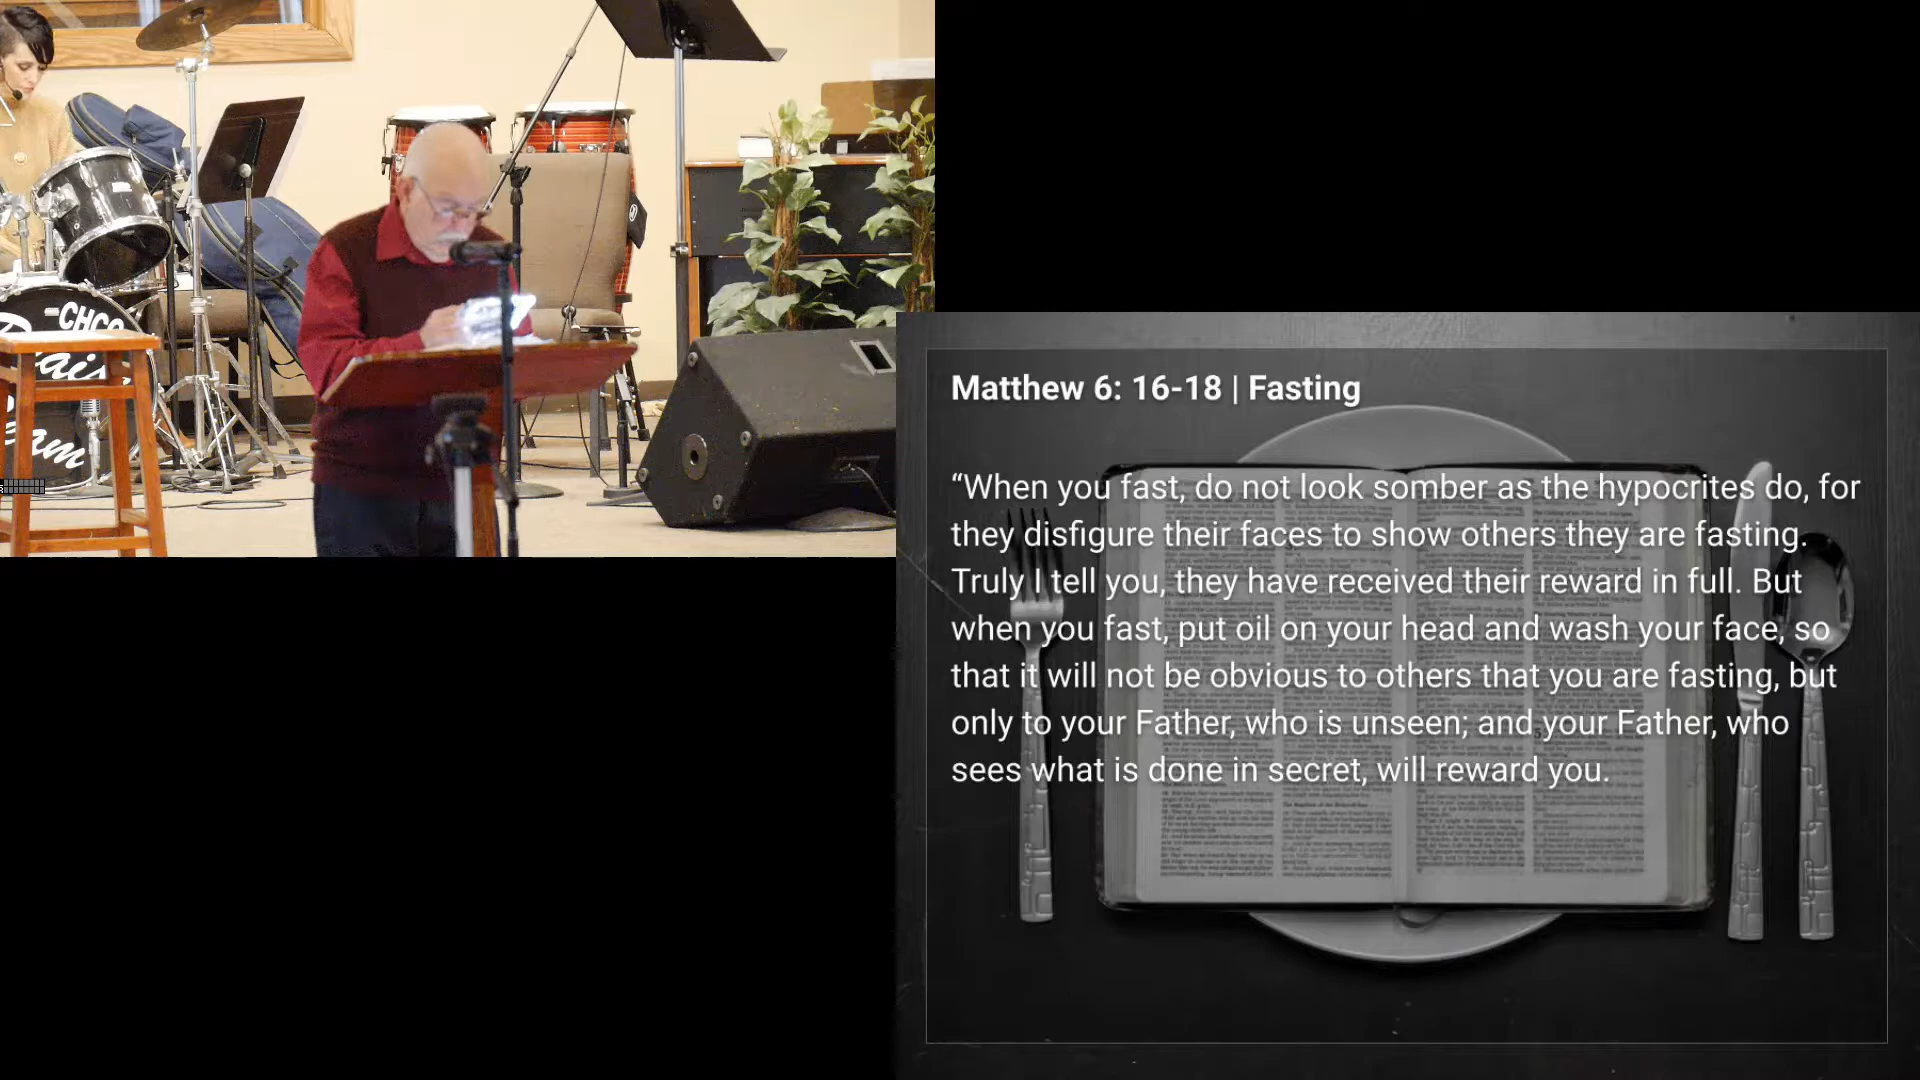 CHCC
Praise
Team
Matthew 6: 16-18 | Fasting
“When you fast, do not look somber as the hypocrites do, for
they disfigure their faces to show others they are fasting.
Truly I tell you, they have received their reward in full. But
when you fast, put oil on your head and wash your face, so
that it will not be obvious to others that you are fasting, but
only to your Father, who is unseen; and your Father, who
sees what is done in secret, will reward you.